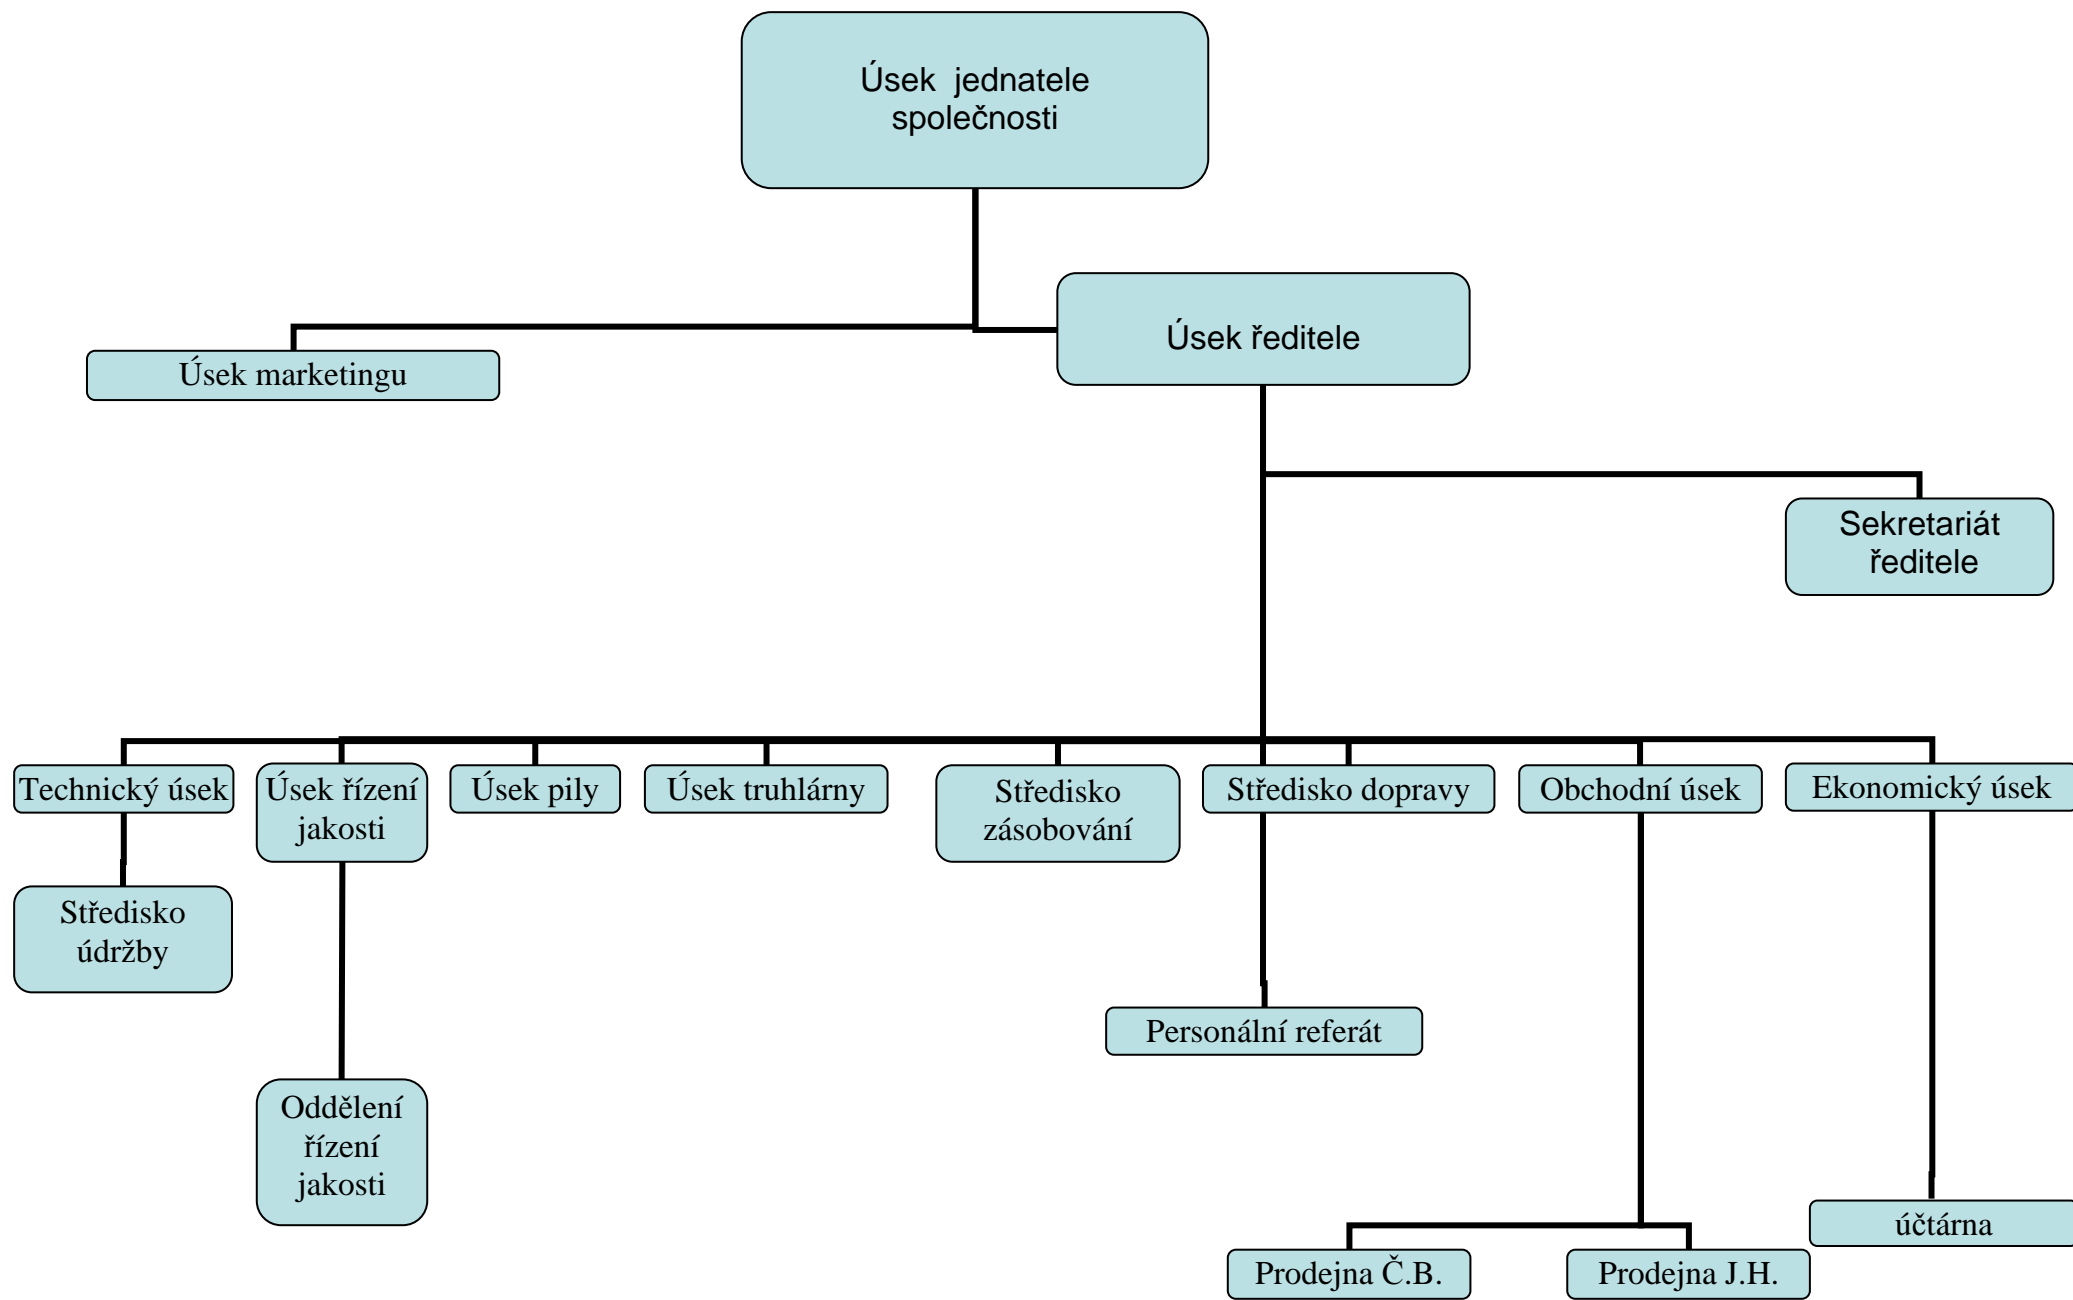 Úsek jednatele
společnosti
Úsek ředitele
Úsek marketingu
Sekretariát
ředitele
Technický úsek
Úsek řízení
jakosti
Úsek pily
Úsek truhlárny
Středisko
zásobování
Středisko dopravy
Obchodní úsek
Ekonomický úsek
Středisko
údržby
Personální referát
Oddělení
řízení
jakosti
účtárna
Prodejna Č.B.
Prodejna J.H.